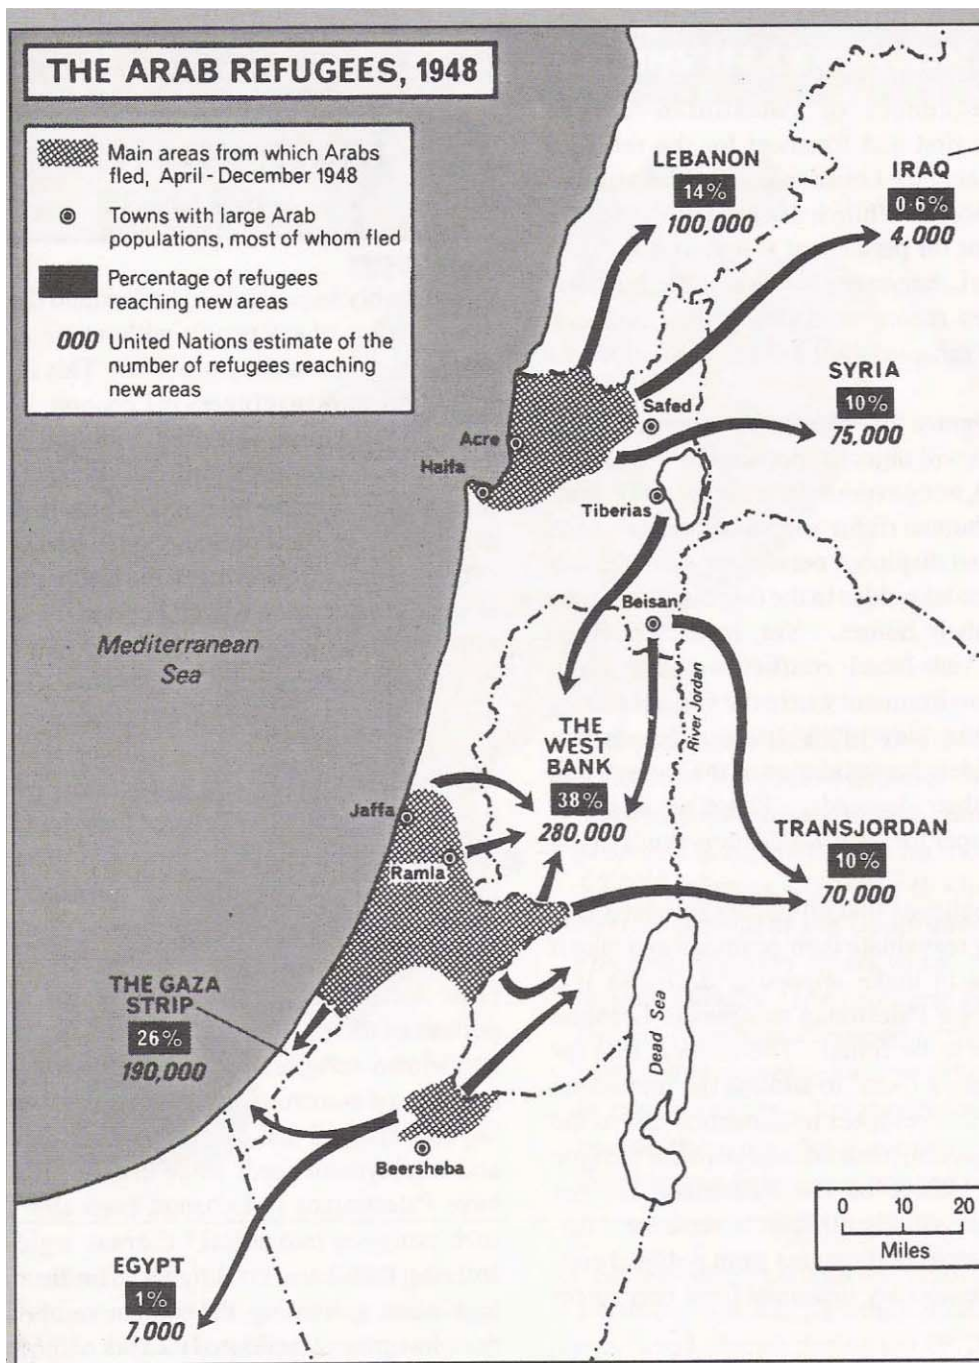 THE ARAB REFUGEES, 1948
Main areas from which Arabs
fled, April - December 1948
Towns with large Arab
populations, most of whom fled
Percentage of refugees
reaching new areas
000 United Nations estimate of the
number of refugees reaching
new areas
LEBANON
14%
100,000
IRAQ
0·6%
4,000
SYRIA
10%
75,000
Safed
Acre
Haifa
Tiberias
Beisan
Mediterranean
Sea
River Jordan
THE
WEST
BANK
38%
280,000
Jaffa
Ramla
TRANSJORDAN
10%
70,000
THE GAZA
STRIP
26%
190,000
Dead Sea
Beersheba
EGYPT
1%
7,000
0 10 20
Miles